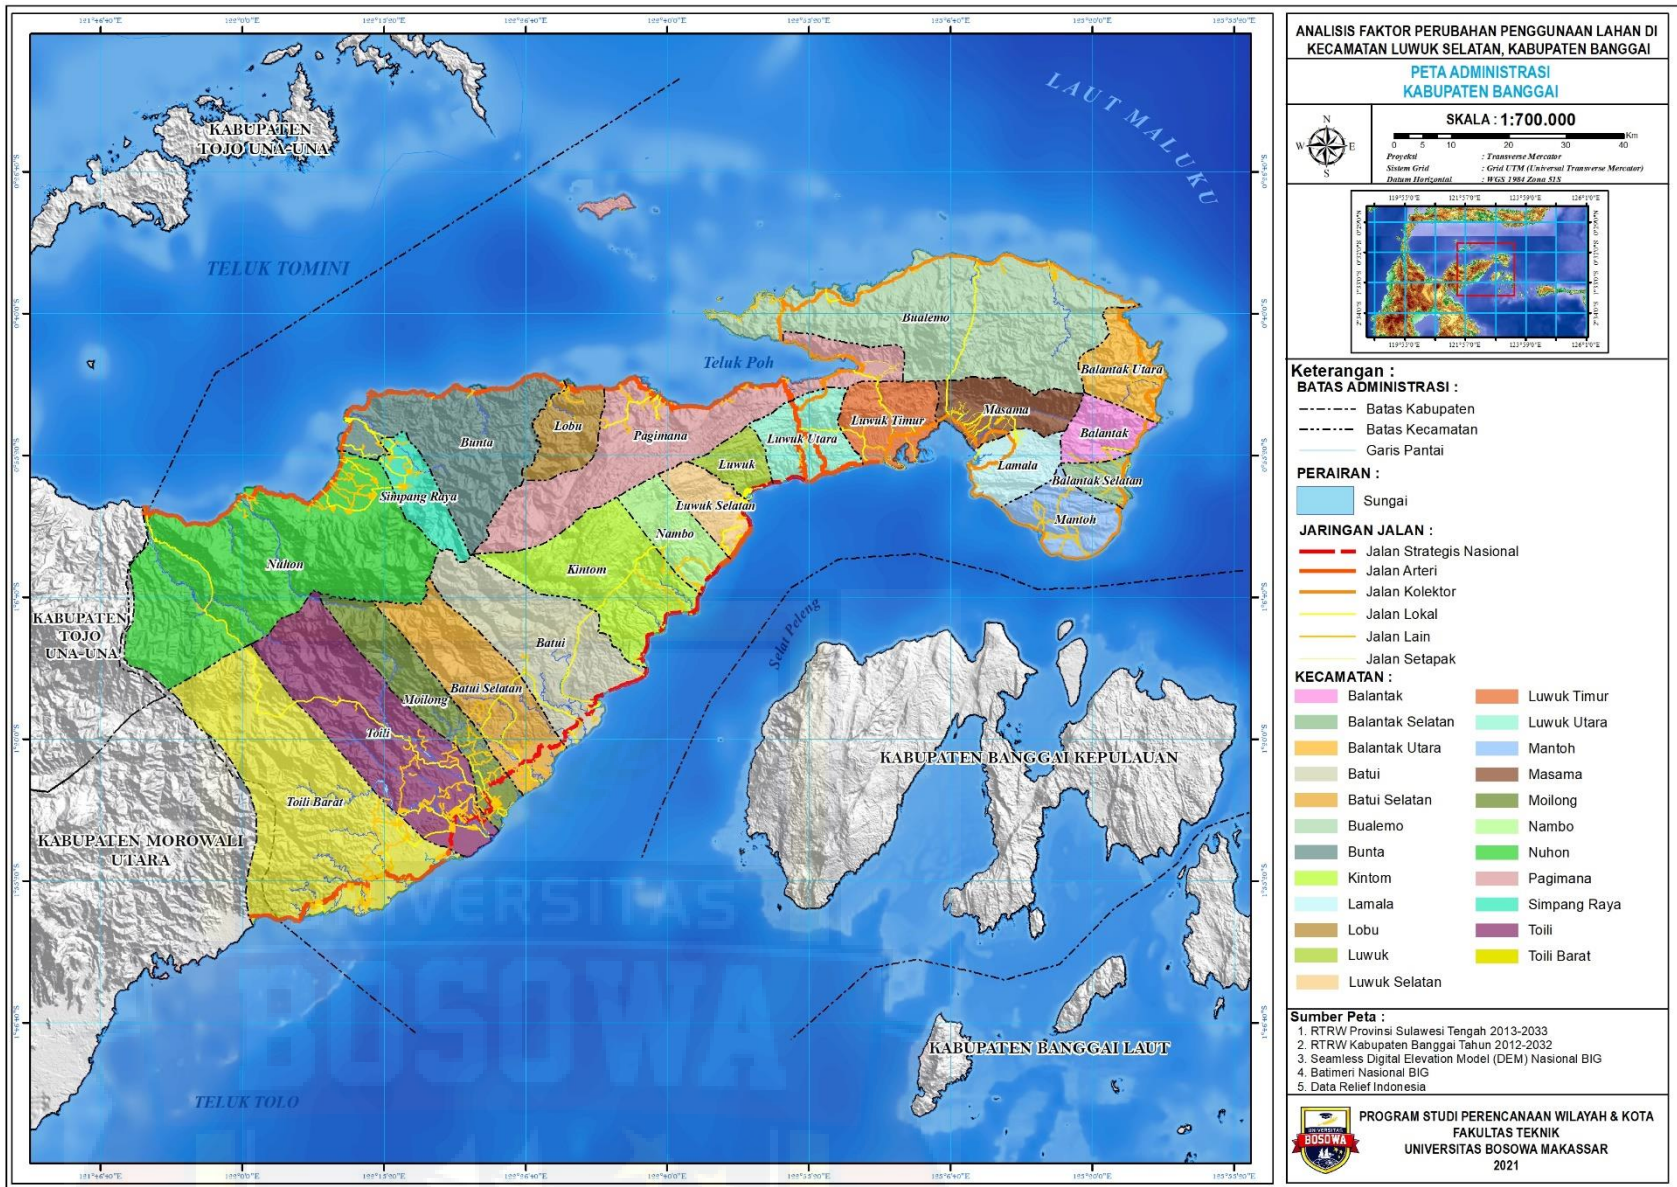 ANALISIS FAKTOR PERUBAHAN PENGGUNAAN LAHAN DI
KECAMATAN LUWUK SELATAN, KABUPATEN BANGGAI
PETA ADMINISTRASI
KABUPATEN BANGGAI
N
W E
S
SKALA : 1:700.000
0 5 10 20 30 40 Km
Proyeksi : Transverse Mercator
Sistem Grid : Grid UTM (Universal Transverse Mercator)
Datum Horizontal : WGS 1984 Zona 51S
Keterangan :
BATAS ADMINISTRASI :
Batas Kabupaten
Batas Kecamatan
Garis Pantai
PERAIRAN :
Sungai
JARINGAN JALAN :
Jalan Strategis Nasional
Jalan Arteri
Jalan Kolektor
Jalan Lokal
Jalan Lain
Jalan Setapak
KECAMATAN :
Balantak
Balantak Selatan
Balantak Utara
Batui
Batui Selatan
Bualemo
Bunta
Kintom
Lamala
Lobu
Luwuk
Luwuk Selatan
Luwuk Timur
Luwuk Utara
Mantoh
Masama
Moilong
Nambo
Nuhon
Pagimana
Simpang Raya
Toili
Toili Barat
Sumber Peta :
1. RTRW Provinsi Sulawesi Tengah 2013-2033
2. RTRW Kabupaten Banggai Tahun 2012-2032
3. Seamless Digital Elevation Model (DEM) Nasional BIG
4. Batimeri Nasional BIG
5. Data Relief Indonesia
UNIVERSITAS
BOSOWA
PROGRAM STUDI PERENCANAAN WILAYAH & KOTA
FAKULTAS TEKNIK
UNIVERSITAS BOSOWA MAKASSAR
2021
KABUPATEN
TOJO UNA-UNA
LAUT MALUKU
TELUK TOMINI
Teluk Poh
Bualemo
Balantak Utara
Masama
Luwuk Timur
Luwuk Utara
Balantak
Lamala
Balantak Selatan
Mantoh
Bunta
Lobu
Pagimana
Luwuk
Luwuk Selatan
Simpang Raya
Nambo
Nuhon
Kintom
KABUPATEN
TOJO
UNA-UNA
Batui
Selat Peleng
Batui Selatan
Moilong
Toili
Toili Barat
KABUPATEN BANGGAI KEPULAUAN
KABUPATEN MOROWALI
UTARA
UNIVERSITAS
BOSOWA
KABUPATEN BANGGAI LAUT
TELUK TOLO